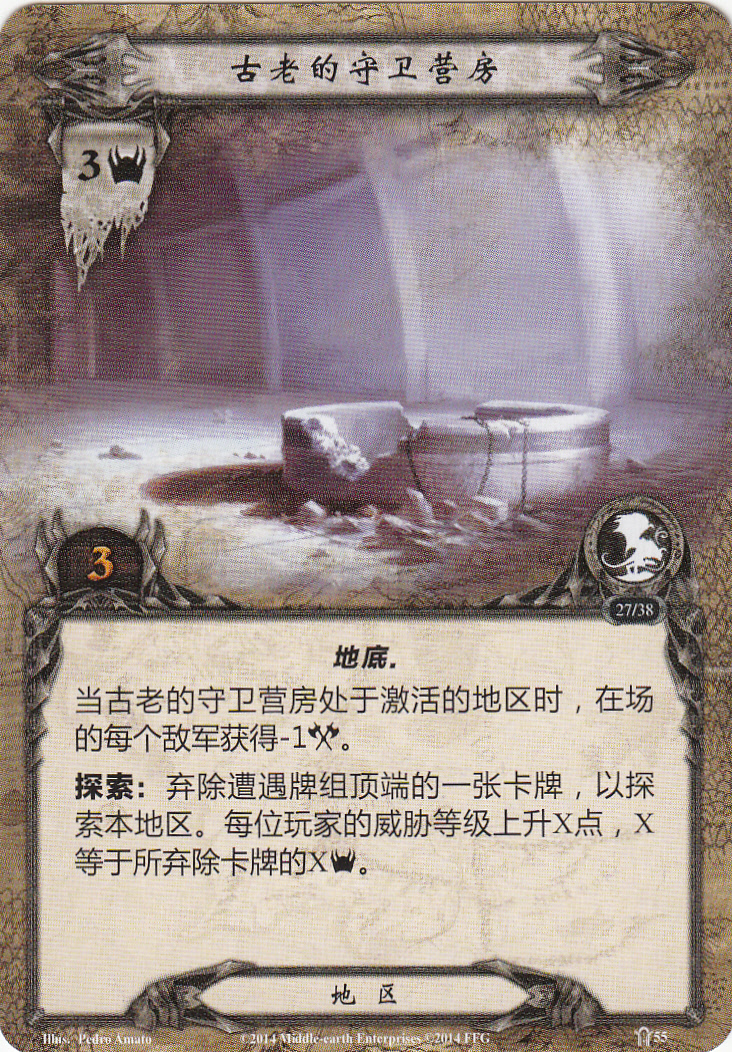 古老的守卫营房
3
3
27/38
地底.
当古老的守卫营房处于激活的地区时，在场
的每个敌军获得-1。
探索：弃除遭遇牌组顶端的一张卡牌，以探
索本地区。每位玩家的威胁等级上升X点，X
等于所弃除卡牌的X。
地区
Illus. Pedro Amato
©2014 Middle-earth Enterprises ©2014 FFG
55